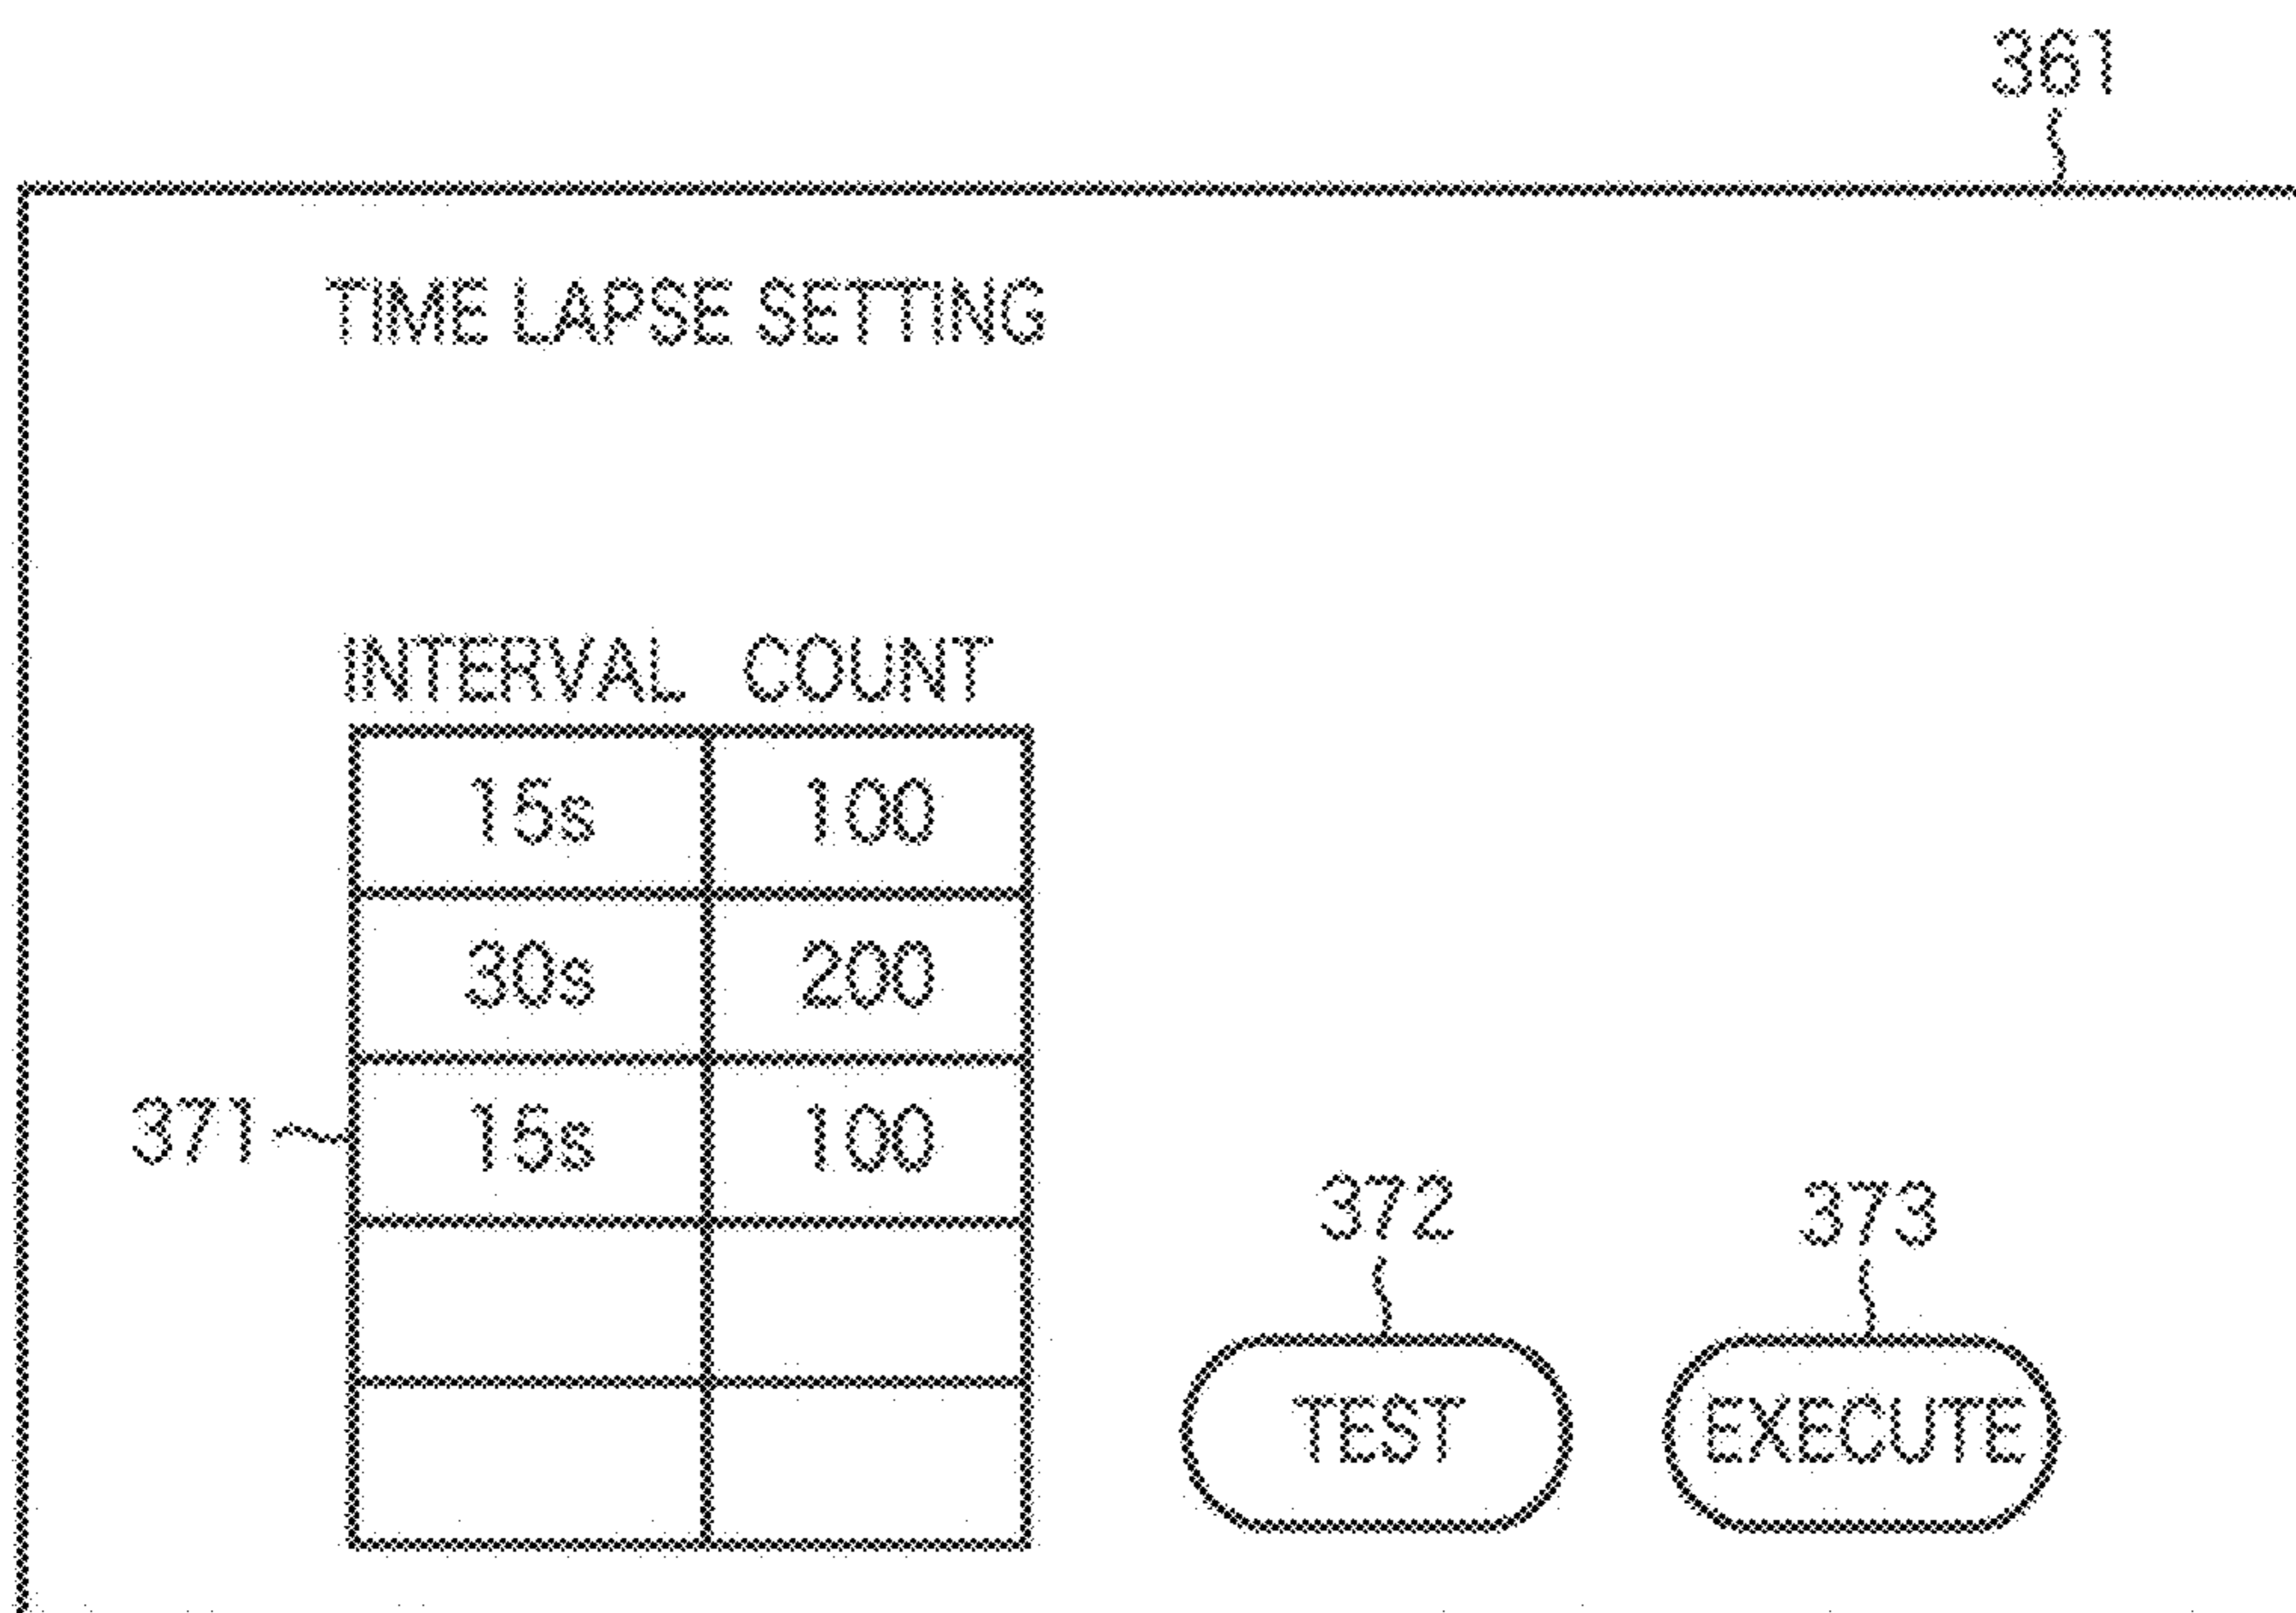 361
TIME LAPSE SETTING
INTERVAL COUNT
15s 100
30s 200
371 15s 100
372 373
TEST EXECUTE